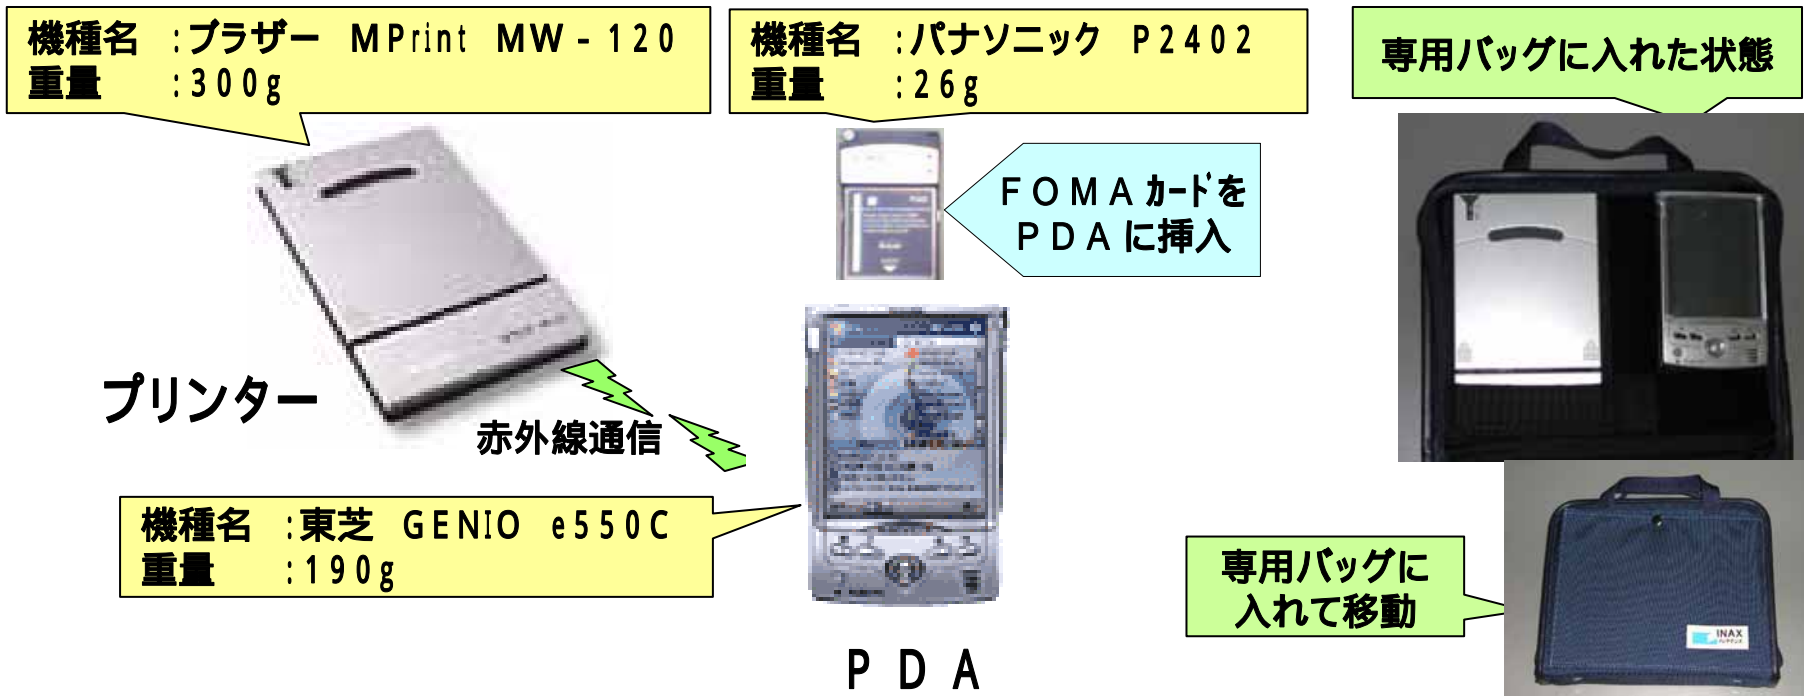 機種名 :ブラザー MPrint MW-120
重量 :300g
機種名 :パナソニック P2402
重量 :26g
専用バッグに入れた状態
FOMAカードを
PDAに挿入
プリンター
赤外線通信
機種名 :東芝 GENIO e550C
重量 :190g
専用バッグに
入れて移動
INAX
PDA